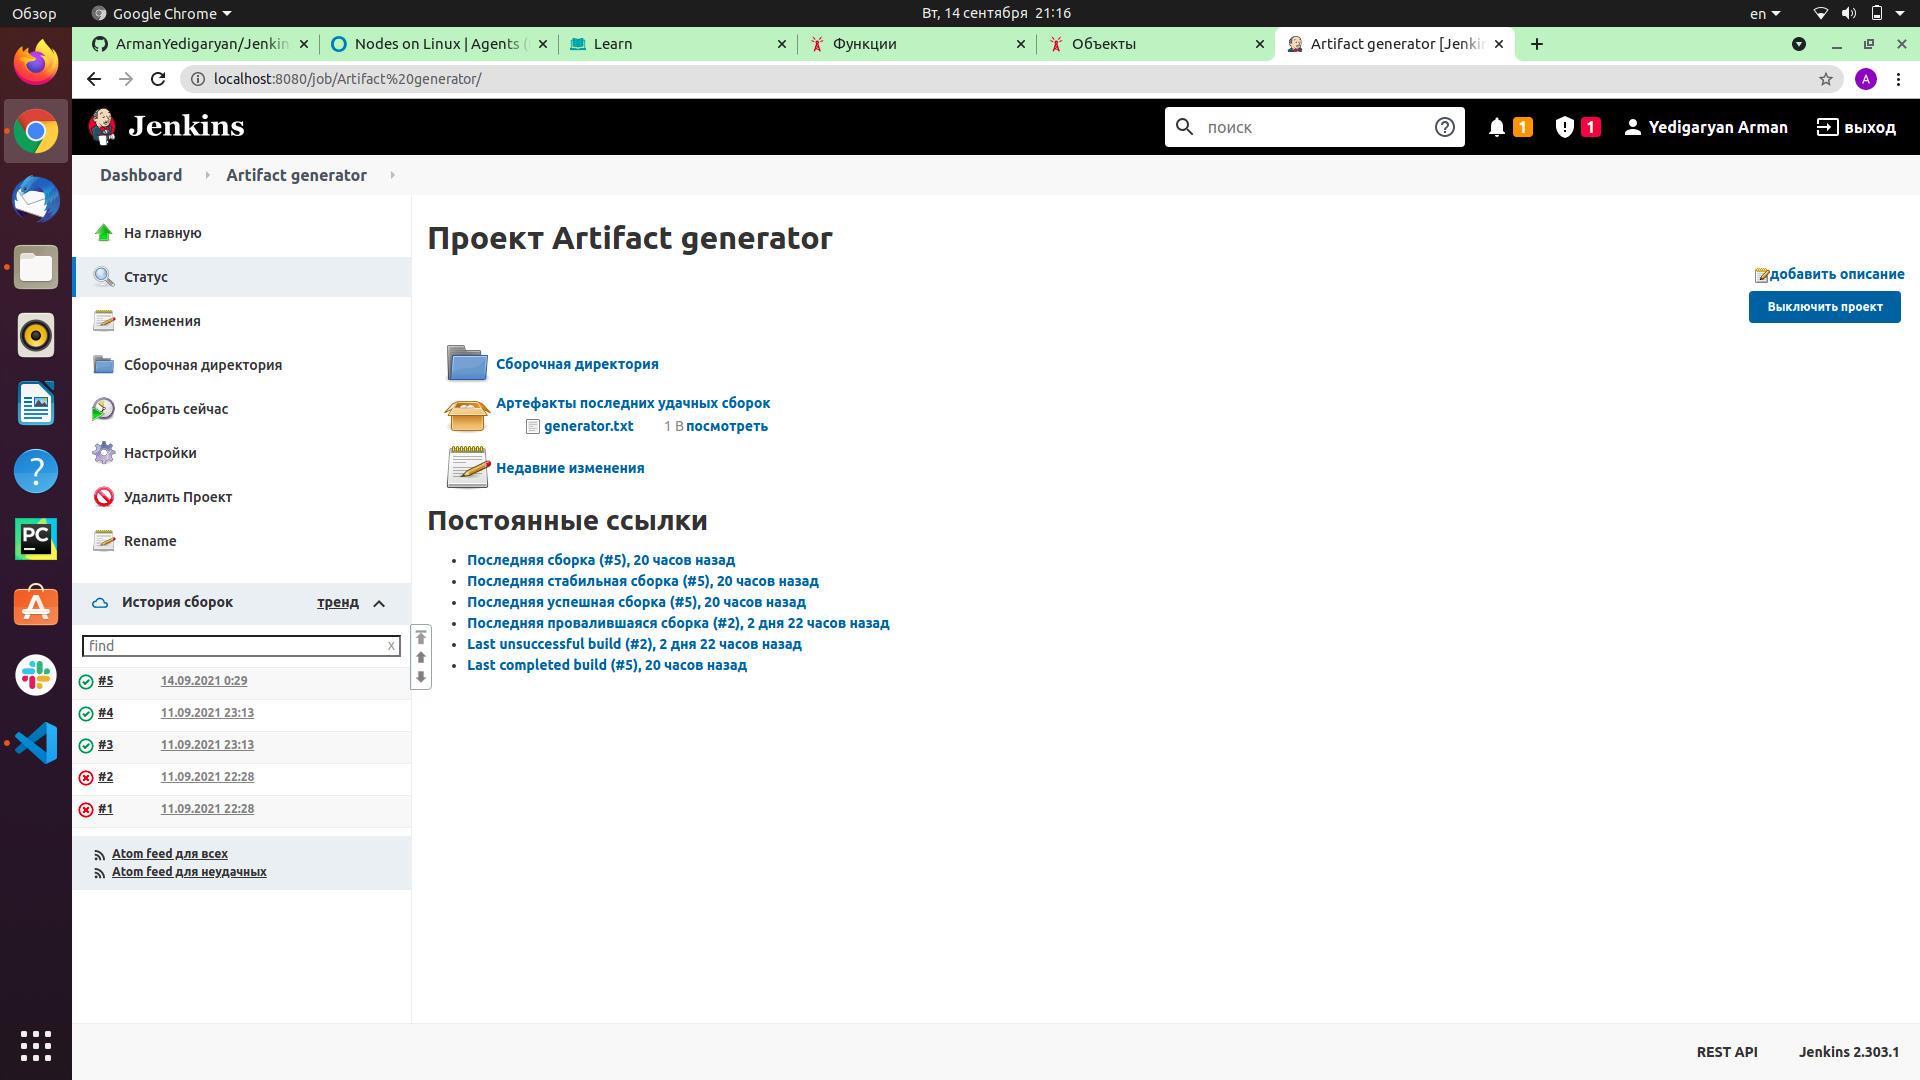 Обзор
Google Chrome
Вт, 14 сентября 21:16
en
ArmanYedigaryan/Jenkin
Nodes on Linux | Agents (
Learn
Функции
Объекты
Artifact generator [Jenki
localhost:8080/job/Artifact%20generator/
A
Jenkins
поиск
1
1
Yedigaryan Arman
выход
Dashboard
Artifact generator
На главную
Статус
Изменения
Сборочная директория
Собрать сейчас
Настройки
Удалить Проект
Rename
История сборок
тренд
find
X
#5 14.09.2021 0:29
#4 11.09.2021 23:13
#3 11.09.2021 23:13
#2 11.09.2021 22:28
#1 11.09.2021 22:28
Atom feed для всех
Atom feed для неудачных
Проект Artifact generator
добавить описание
Выключить проект
Сборочная директория
Артефакты последних удачных сборок
generator.txt 1 B посмотреть
Недавние изменения
Постоянные ссылки
Последняя сборка (#5), 20 часов назад
Последняя стабильная сборка (#5), 20 часов назад
Последняя успешная сборка (#5), 20 часов назад
Последняя провалившаяся сборка (#2), 2 дня 22 часов назад
Last unsuccessful build (#2), 2 дня 22 часов назад
Last completed build (#5), 20 часов назад
REST API
Jenkins 2.303.1
PC